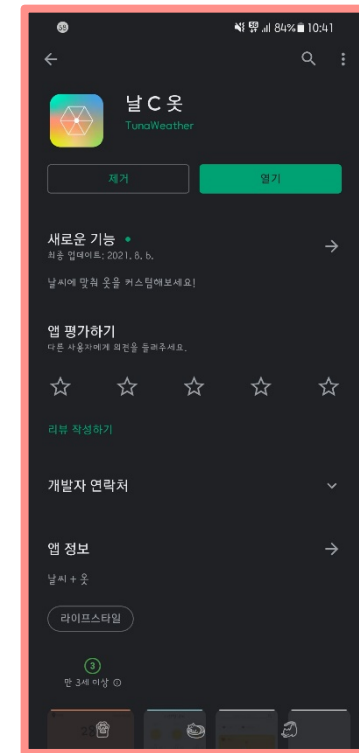 84% 10:41
날 C 옷
TunaWeather
제거
열기
새로운 기능
최종 업데이트: 2021. 8. 6.
날씨에 맞춰 옷을 커스텀해보세요!
앱 평가하기
다른 사용자에게 의견을 들려주세요.
리뷰 작성하기
개발자 연락처
앱 정보
날씨 + 옷
라이프스타일
3
만 3세 이상